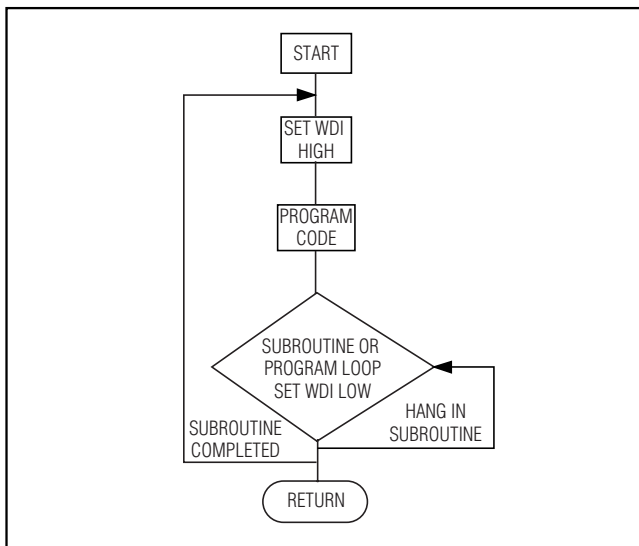 START
SET WDI
HIGH
PROGRAM
CODE
SUBROUTINE OR
PROGRAM LOOP
SET WDI LOW
SUBROUTINE
COMPLETED
HANG IN
SUBROUTINE
RETURN